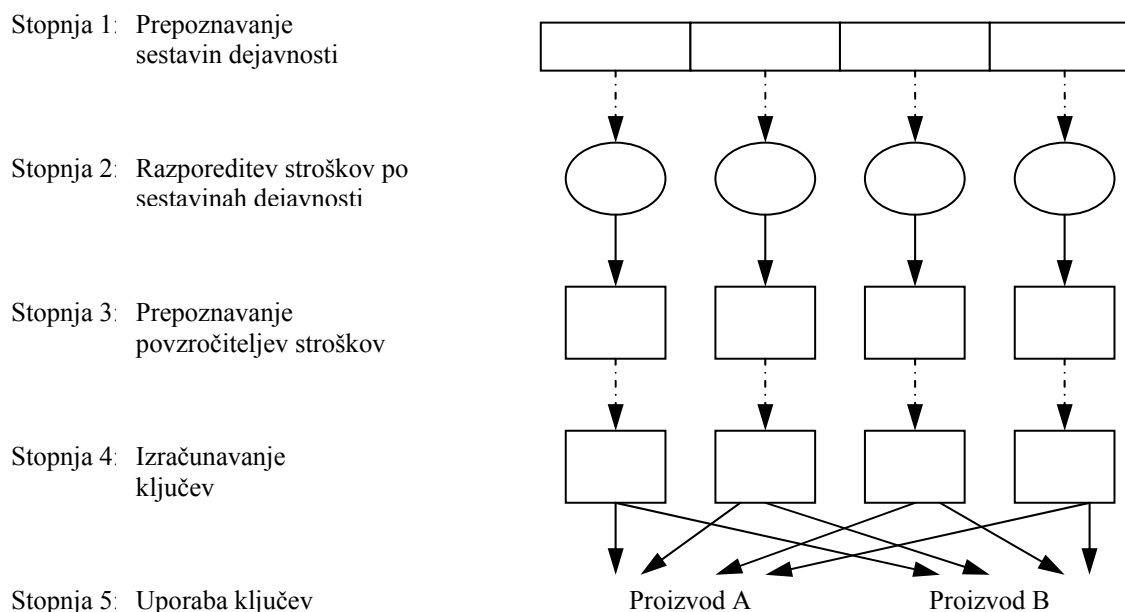 Stopnja 1: Prepoznavanje
sestavin dejavnosti
Stopnja 2: Razporeditev stroškov po
sestavinah dejavnosti
Stopnja 3: Prepoznavanje
povzročiteljev stroškov
Stopnja 4: Izračunavanje
ključev
Stopnja 5: Uporaba ključev Proizvod A Proizvod B